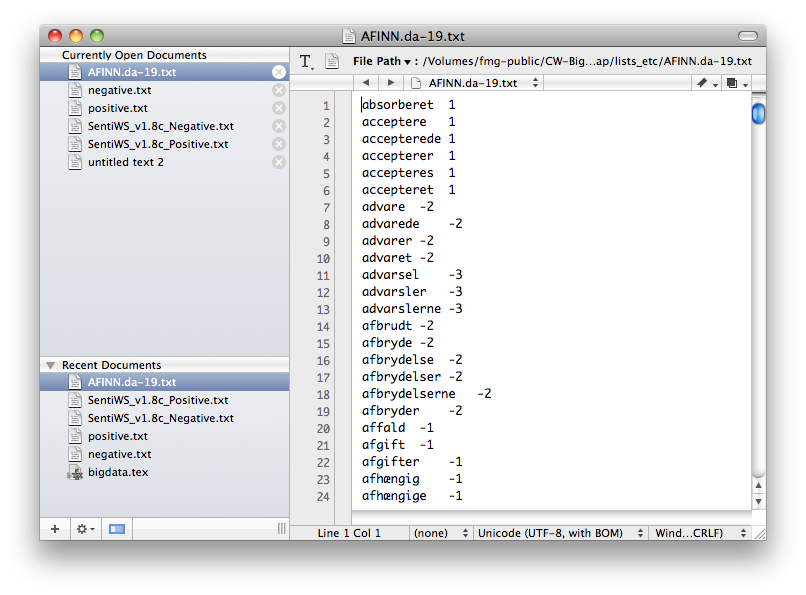 AFINN.da-19.txt
Currently Open Documents
AFINN.da-19.txt
negative.txt
positive.txt
SentiWS_v1.8c_Negative.txt
SentiWS_v1.8c_Positive.txt
untitled text 2
Recent Documents
AFINN.da-19.txt
SentiWS_v1.8c_Positive.txt
SentiWS_v1.8c_Negative.txt
positive.txt
negative.txt
bigdata.tex
T File Path ▾ : /Volumes/fmg-public/CW-Big...ap/lists_etc/AFINN.da-19.txt
AFINN.da-19.txt
1 absorberet 1
2 acceptere 1
3 accepterede 1
4 accepterer 1
5 accepteres 1
6 accepteret 1
7 advare -2
8 advarede -2
9 advarer -2
10 advaret -2
11 advarsel -3
12 advarsler -3
13 advarslerne -3
14 afbrudt -2
15 afbryde -2
16 afbrydelse -2
17 afbrydelser -2
18 afbrydelserne -2
19 afbryder -2
20 affald -1
21 afgift -1
22 afgifter -1
23 afhængig -1
24 afhængige -1
Line 1 Col 1 (none) Unicode (UTF-8, with BOM) Wind...CRLF)